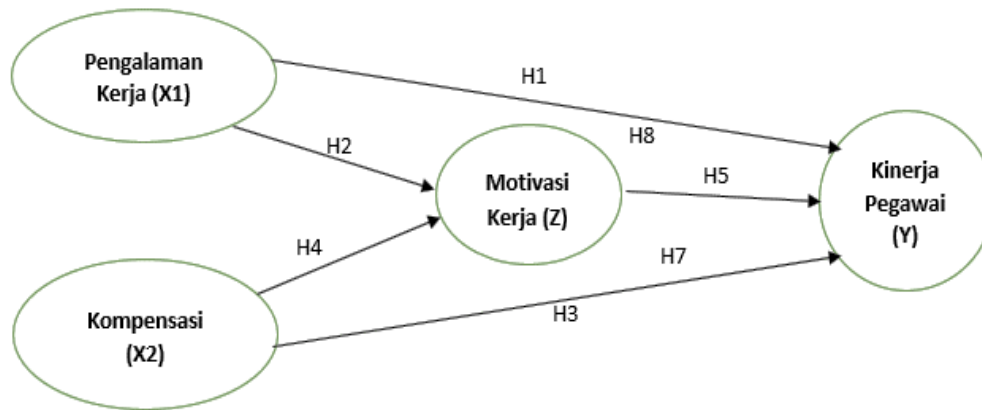 Pengalaman
Kerja (X1)
H1
H8
H2
Motivasi
Kerja (Z)
H5
Kinerja
Pegawai
(Y)
H4
H7
H3
Kompensasi
(X2)